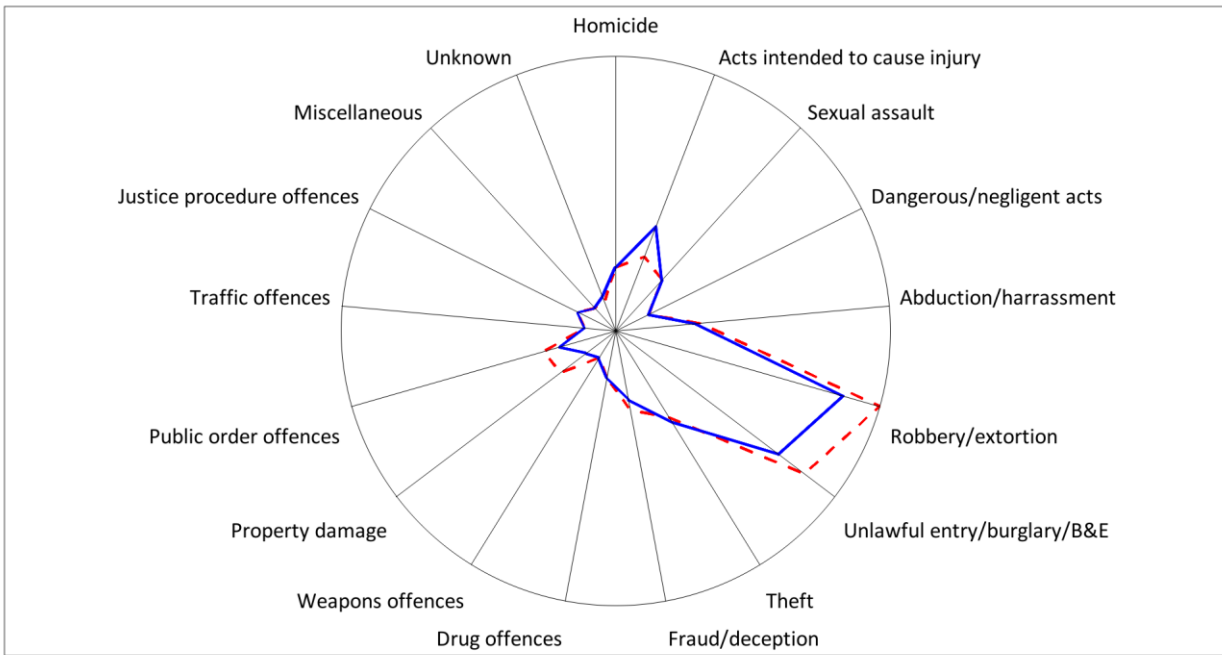 Homicide
Unknown
Acts intended to cause injury
Miscellaneous
Sexual assault
Justice procedure offences
Dangerous/negligent acts
Traffic offences
Abduction/harrassment
Public order offences
Robbery/extortion
Property damage
Unlawful entry/burglary/B&E
Weapons offences
Theft
Drug offences
Fraud/deception